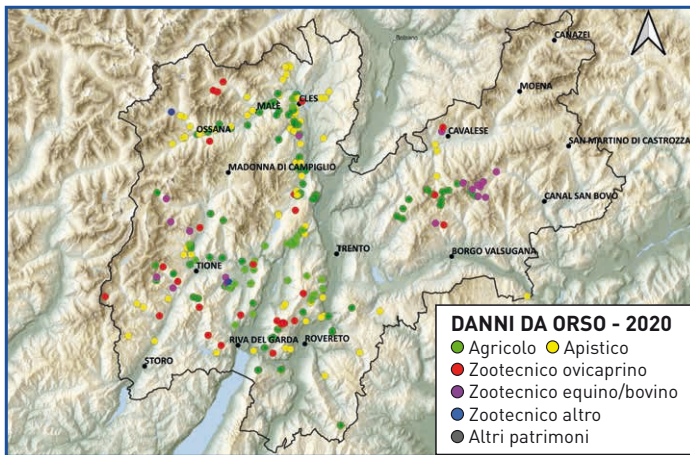 Bolzano
CANAZEI
MOENA
CLES
MALÈ
OSSANA
CAVALESE
SAN MARTINO DI CASTROZZA
MADONNA DI CAMPIGLIO
CANAL SAN BOVO
TRENTO
BORGO VALSUGANA
TIONE
RIVA DEL GARDA
ROVERETO
STORO
DANNI DA ORSO - 2020
Agricolo Apistico
Zootecnico ovicaprino
Zootecnico equino/bovino
Zootecnico altro
Altri patrimoni